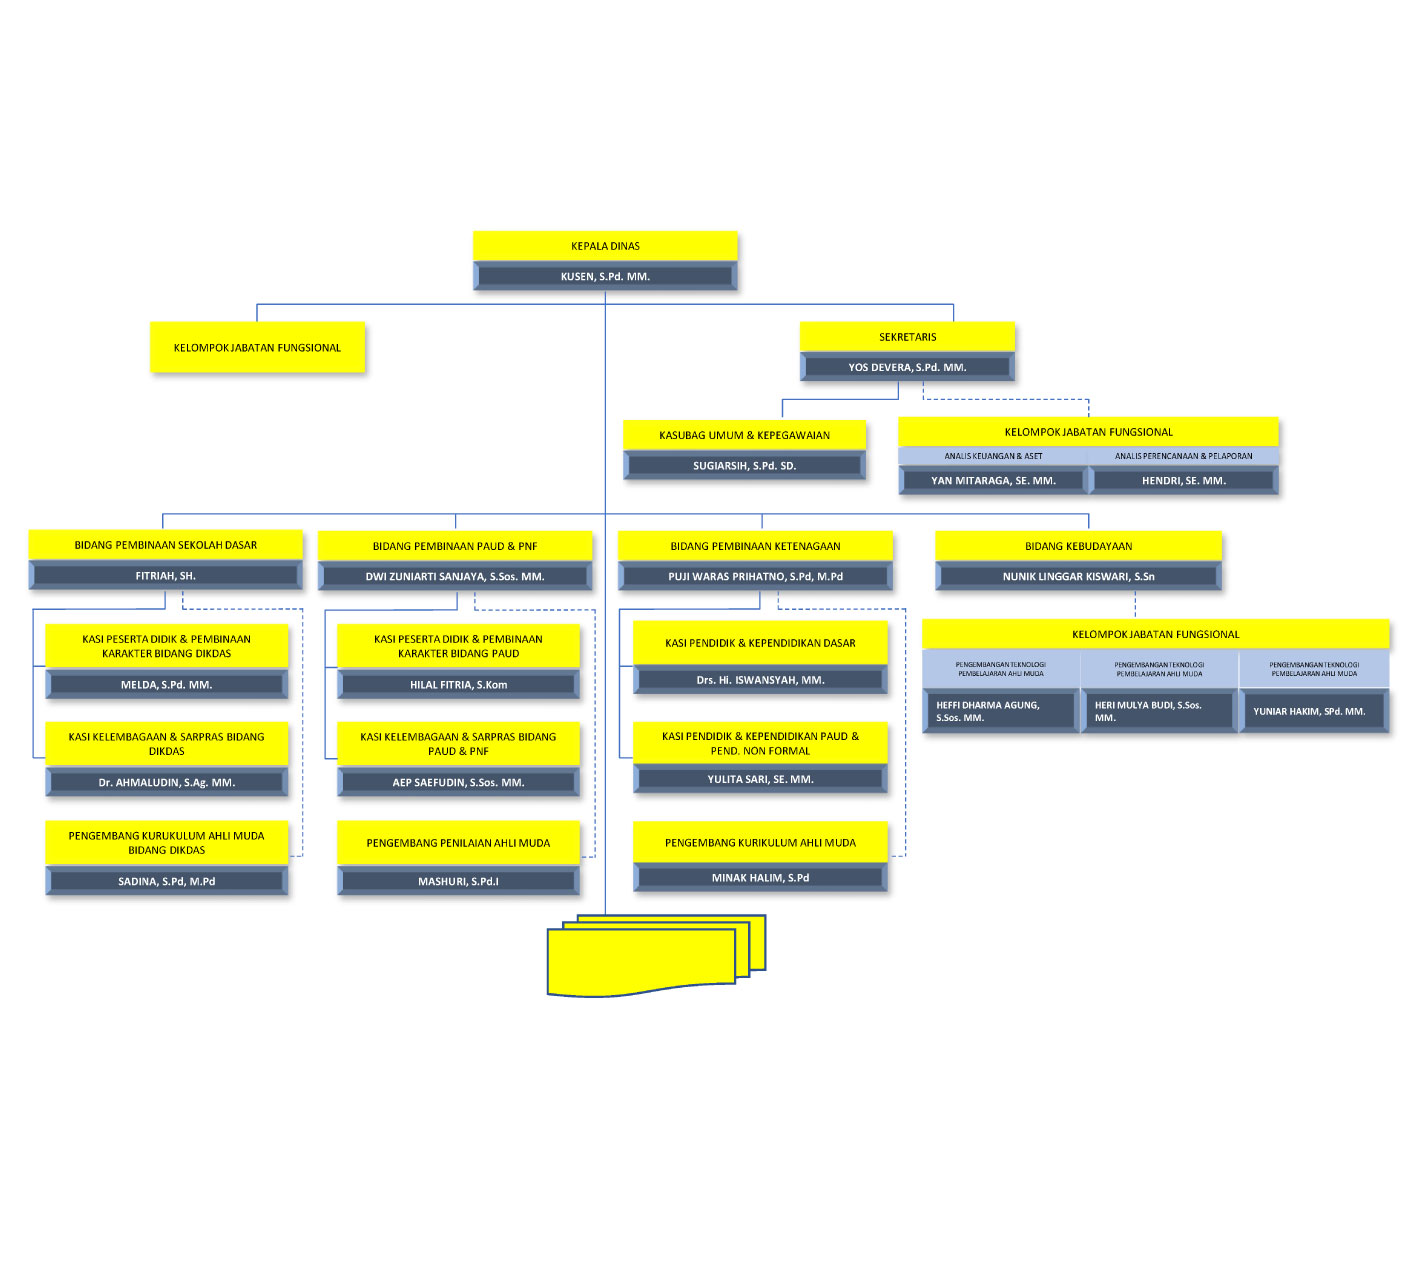 KEPALA DINAS
KUSEN, S.Pd. MM.
KELOMPOK JABATAN FUNGSIONAL
SEKRETARIS
YOS DEVERA, S.Pd. MM.
KASUBAG UMUM & KEPEGAWAIAN
SUGIARSIH, S.Pd. SD.
KELOMPOK JABATAN FUNGSIONAL
ANALIS KEUANGAN & ASET
ANALIS PERENCANAAN & PELAPORAN
YAN MITARAGA, SE. MM.
HENDRI, SE. MM.
BIDANG PEMBINAAN SEKOLAH DASAR
FITRIAH, SH.
KASI PESERTA DIDIK & PEMBINAAN
KARAKTER BIDANG DIKDAS
MELDA, S.Pd. MM.
KASI KELEMBAGAAN & SARPRAS BIDANG
DIKDAS
Dr. AHMALUDIN, S.Ag. MM.
PENGEMBANG KURUKULUM AHLI MUDA
BIDANG DIKDAS
SADINA, S.Pd, M.Pd
BIDANG PEMBINAAN PAUD & PNF
DWI ZUNIARTI SANJAYA, S.Sos. MM.
KASI PESERTA DIDIK & PEMBINAAN
KARAKTER BIDANG PAUD
HILAL FITRIA, S.Kom
KASI KELEMBAGAAN & SARPRAS BIDANG
PAUD & PNF
AEP SAEFUDIN, S.Sos. MM.
PENGEMBANG PENILAIAN AHLI MUDA
MASHURI, S.Pd.I
BIDANG PEMBINAAN KETENAGAAN
PUJI WARAS PRIHATNO, S.Pd, M.Pd
KASI PENDIDIK & KEPENDIDIKAN DASAR
Drs. Hi. ISWANSYAH, MM.
KASI PENDIDIK & KEPENDIDIKAN PAUD &
PEND. NON FORMAL
YULITA SARI, SE. MM.
PENGEMBANG KURIKULUM AHLI MUDA
MINAK HALIM, S.Pd
BIDANG KEBUDAYAAN
NUNIK LINGGAR KISWARI, S.Sn
KELOMPOK JABATAN FUNGSIONAL
PENGEMBANGAN TEKNOLOGI
PEMBELAJARAN AHLI MUDA
HEFFI DHARMA AGUNG,
S.Sos. MM.
PENGEMBANGAN TEKNOLOGI
PEMBELAJARAN AHLI MUDA
HERI MULYA BUDI, S.Sos.
MM.
PENGEMBANGAN TEKNOLOGI
PEMBELAJARAN AHLI MUDA
YUNIAR HAKIM, SPd. MM.